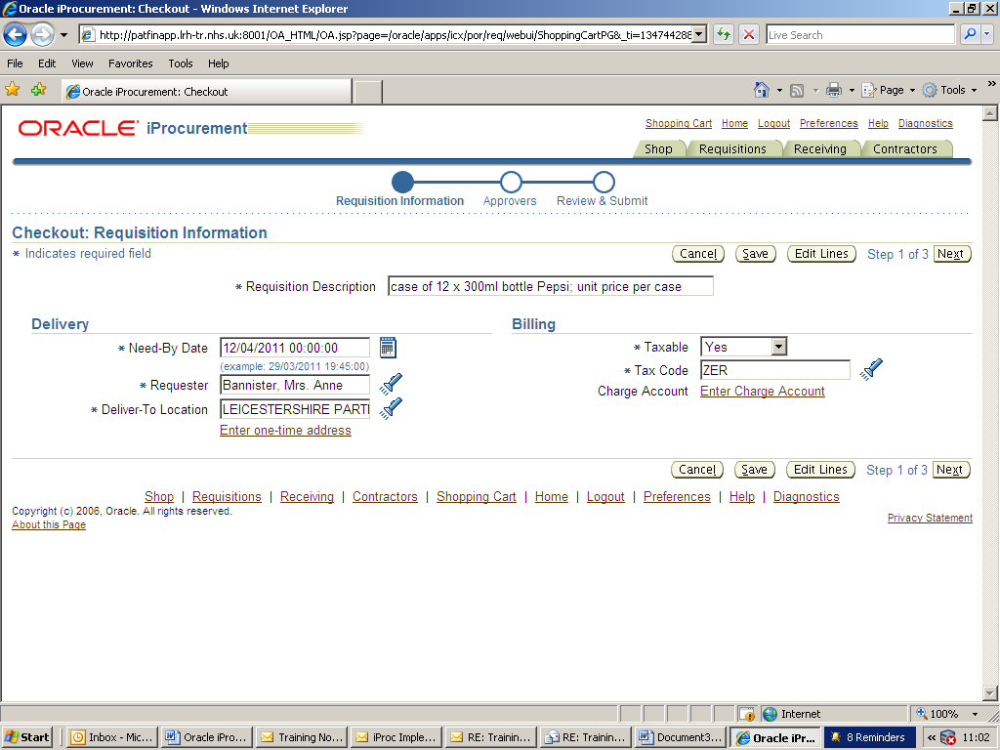 Oracle iProcurement: Checkout - Windows Internet Explorer
http://patfinapp.lrh-tr.nhs.uk:8001/OA_HTML/OA.jsp?page=/oracle/apps/icx/por/req/webui/ShoppingCartPG&_ti=134744288
Live Search
File Edit View Favorites Tools Help
Oracle iProcurement: Checkout
Page Tools »
ORACLE' iProcurement
Shopping Cart Home Logout Preferences Help Diagnostics
Shop Requisitions Receiving Contractors
Requisition Information Approvers Review & Submit
Checkout: Requisition Information
* Indicates required field
Cancel Save Edit Lines Step 1 of 3 Next
* Requisition Description case of 12 x 300ml bottle Pepsi; unit price per case
Delivery
* Need-By Date 12/04/2011 00:00:00
(example: 29/03/2011 19:45:00)
* Requester Bannister, Mrs. Anne
* Deliver-To Location LEICESTERSHIRE PARTI
Enter one-time address
Billing
* Taxable Yes
* Tax Code ZER
Charge Account Enter Charge Account
Cancel Save Edit Lines Step 1 of 3 Next
Shop | Requisitions | Receiving | Contractors | Shopping Cart | Home | Logout | Preferences | Help | Diagnostics
Copyright (c) 2006, Oracle. All rights reserved.
About this Page
Privacy Statement
Internet 100%
Start Inbox - Mic... Oracle iPro... Training No... iProc Imple... RE: Trainin... RE: Trainin... Document3... Oracle iPr... 8 Reminders « 11:02